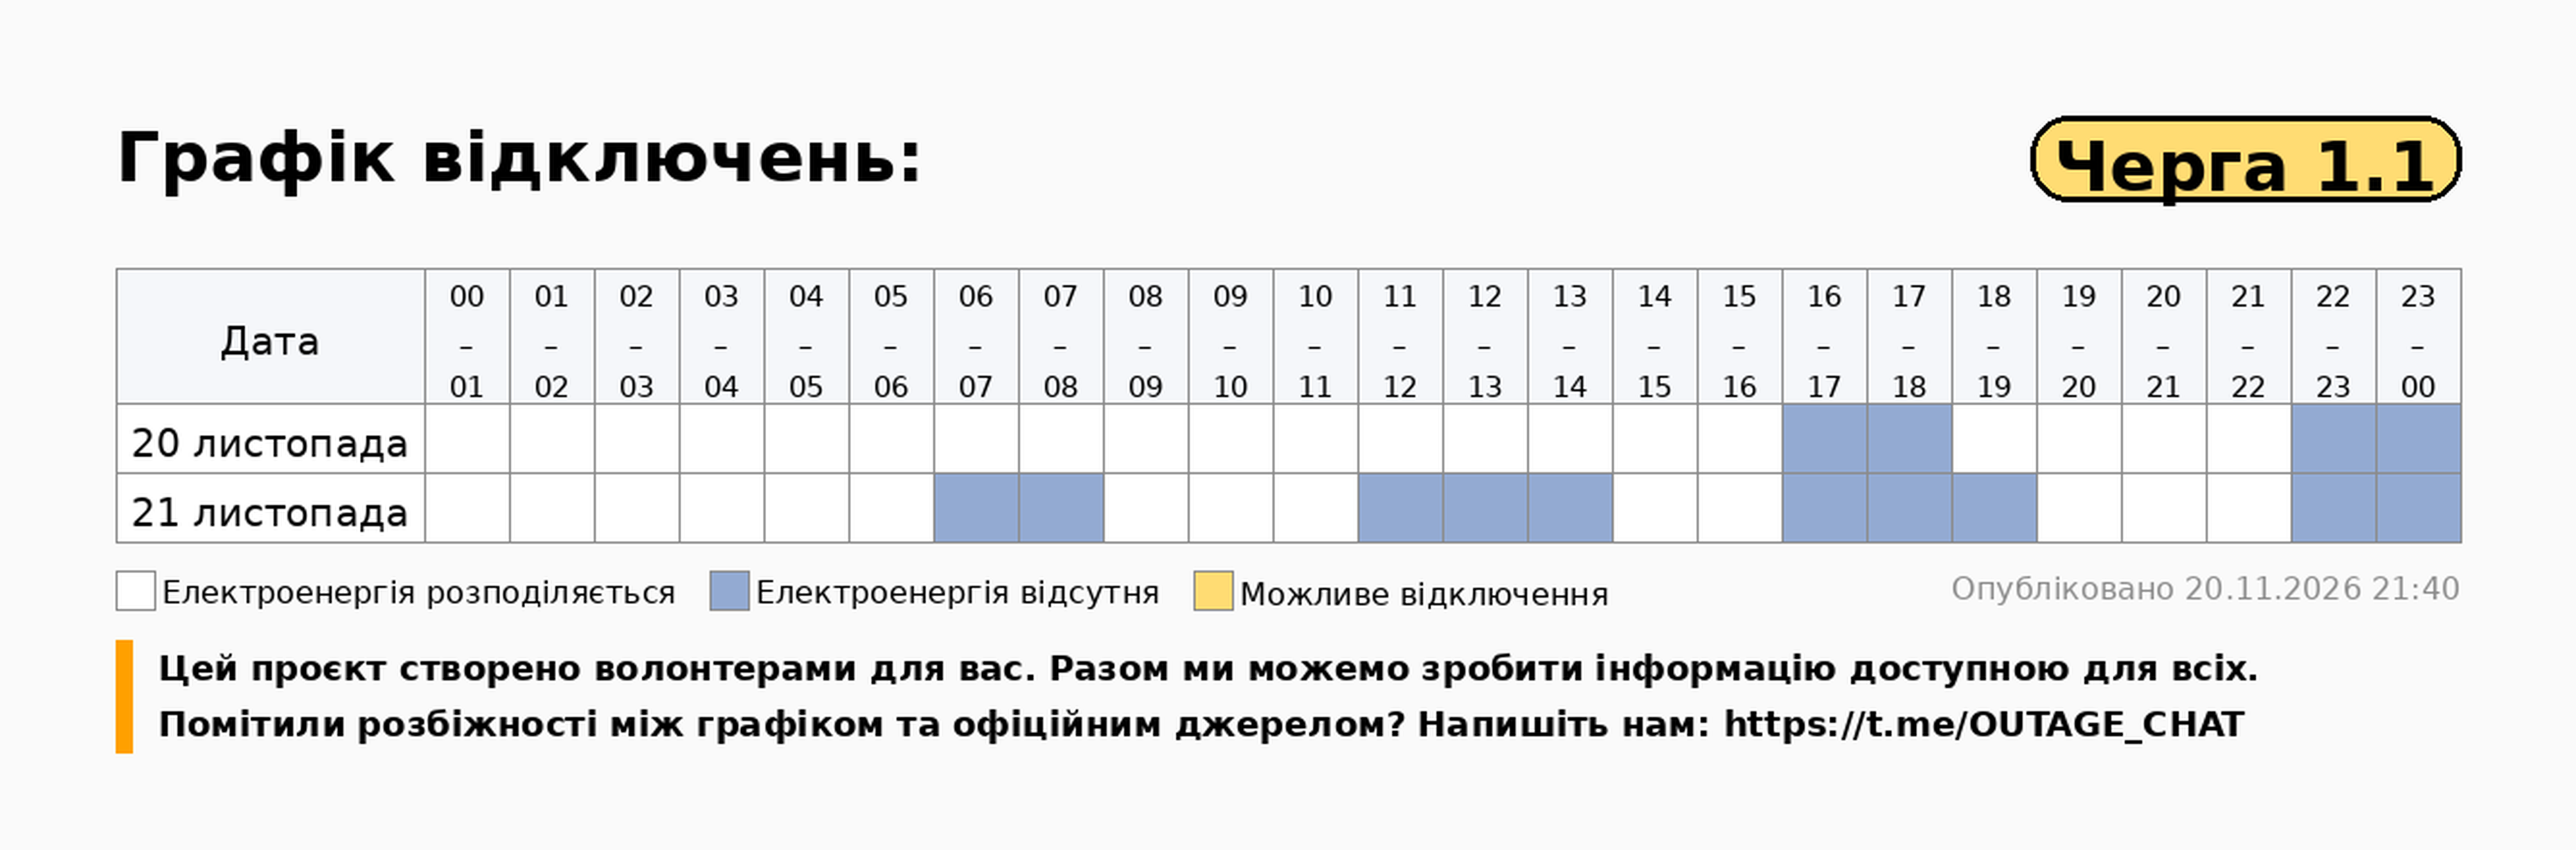 Графік відключень:
Черга 1.1
Дата 00 – 01 01 – 02 02 – 03 03 – 04 04 – 05 05 – 06 06 – 07 07 – 08 08 – 09 09 – 10 10 – 11 11 – 12 12 – 13 13 – 14 14 – 15 15 – 16 16 – 17 17 – 18 18 – 19 19 – 20 20 – 21 21 – 22 22 – 23 23 – 00
20 листопада
21 листопада
Електроенергія розподіляється Електроенергія відсутня Можливе відключення
Опубліковано 20.11.2026 21:40
Цей проєкт створено волонтерами для вас. Разом ми можемо зробити інформацію доступною для всіх.
Помітили розбіжності між графіком та офіційним джерелом? Напишіть нам: https://t.me/OUTAGE_CHAT